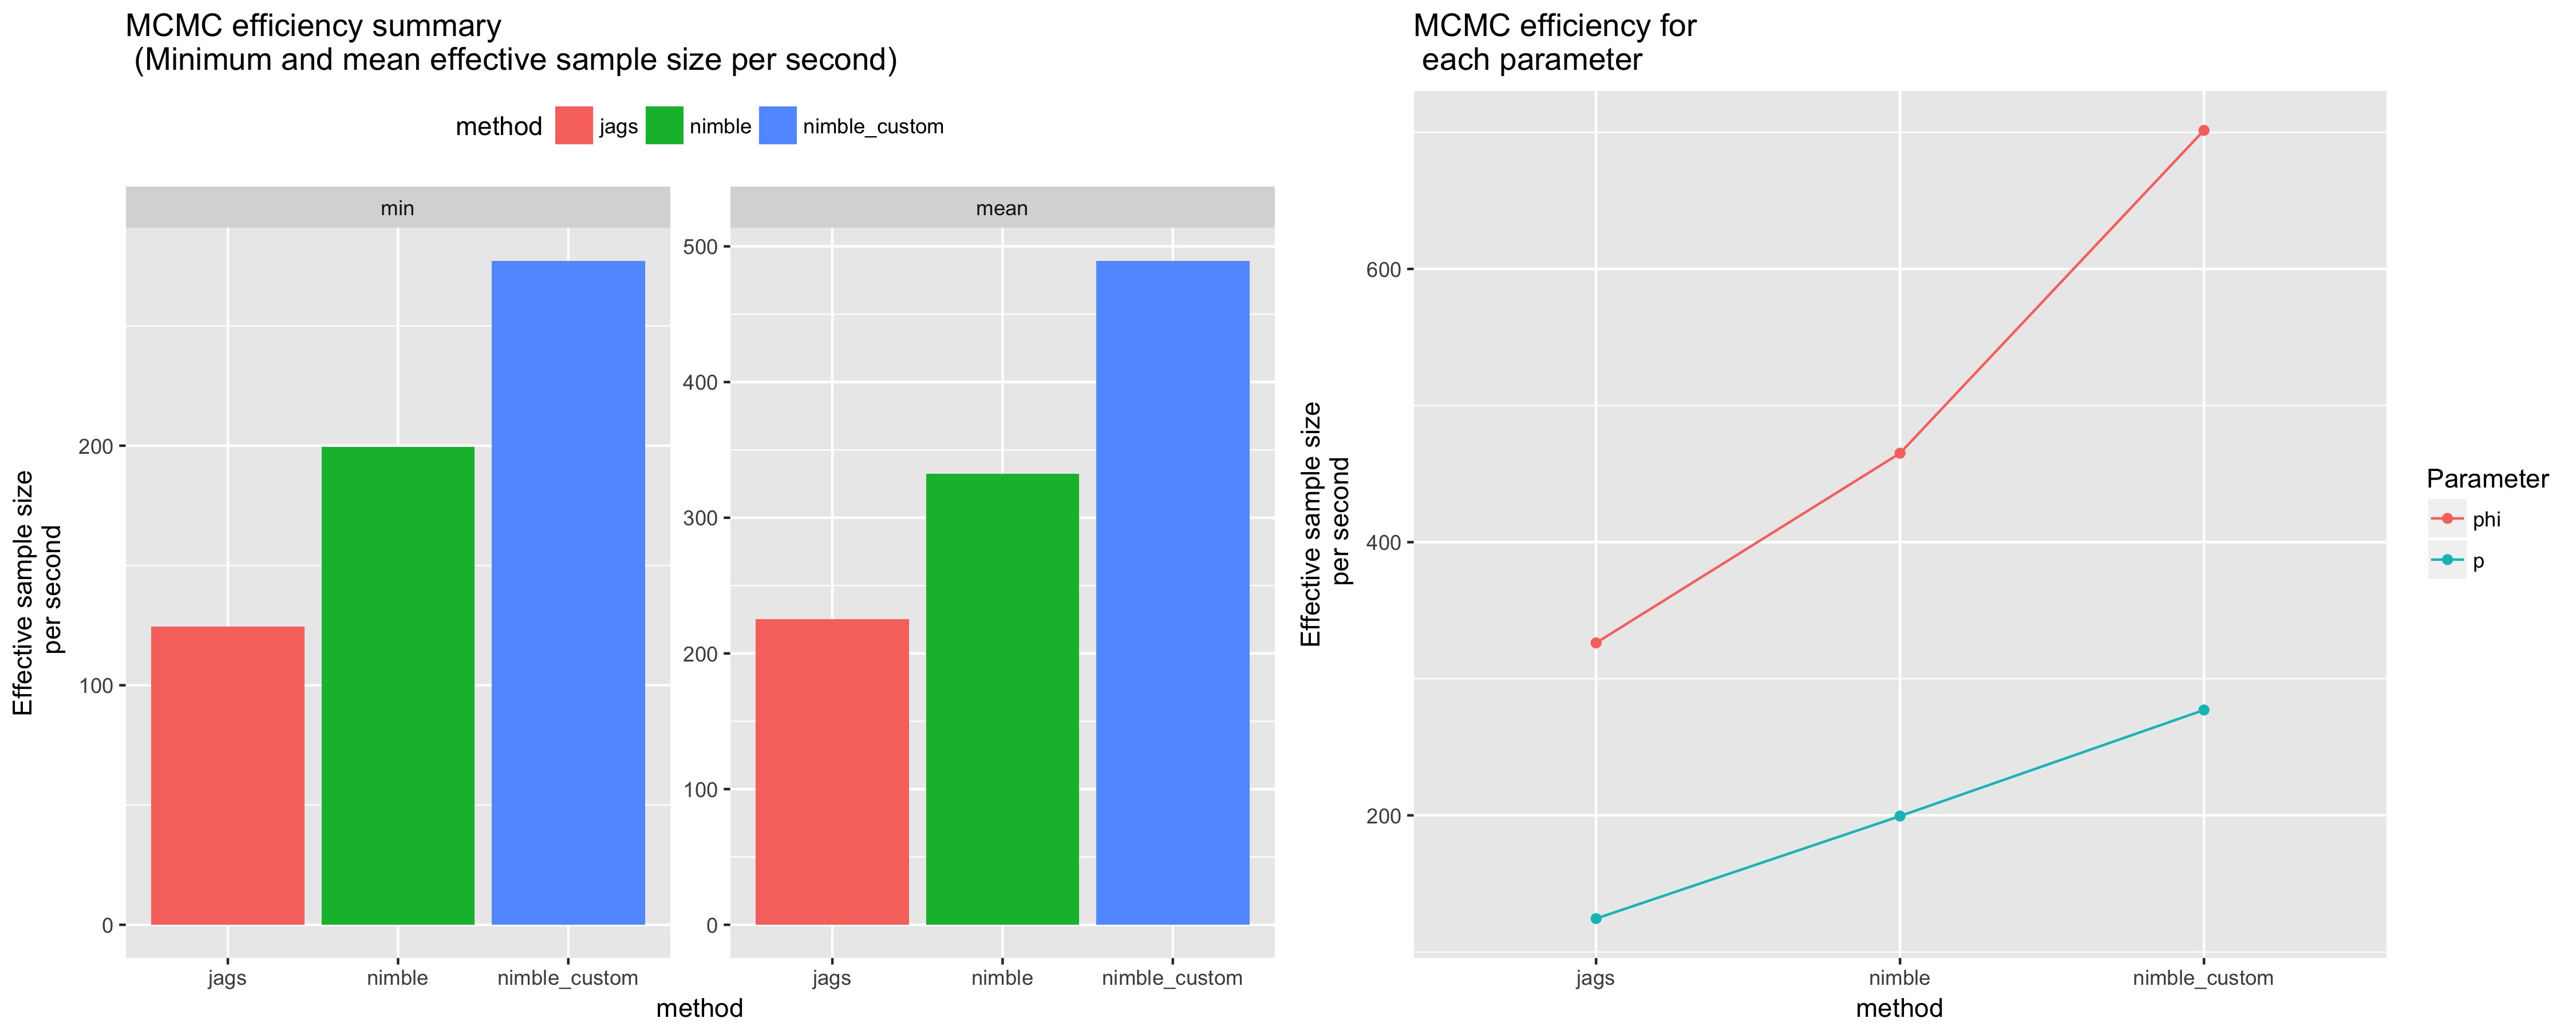 MCMC efficiency summary
(Minimum and mean effective sample size per second)
method jags nimble nimble_custom
min
mean
Effective sample size
per second
200
100
0
500
400
300
200
100
0
jags nimble nimble_custom
jags nimble nimble_custom
method
MCMC efficiency for
each parameter
Effective sample size
per second
600
400
200
jags nimble nimble_custom
method
Parameter
phi
p